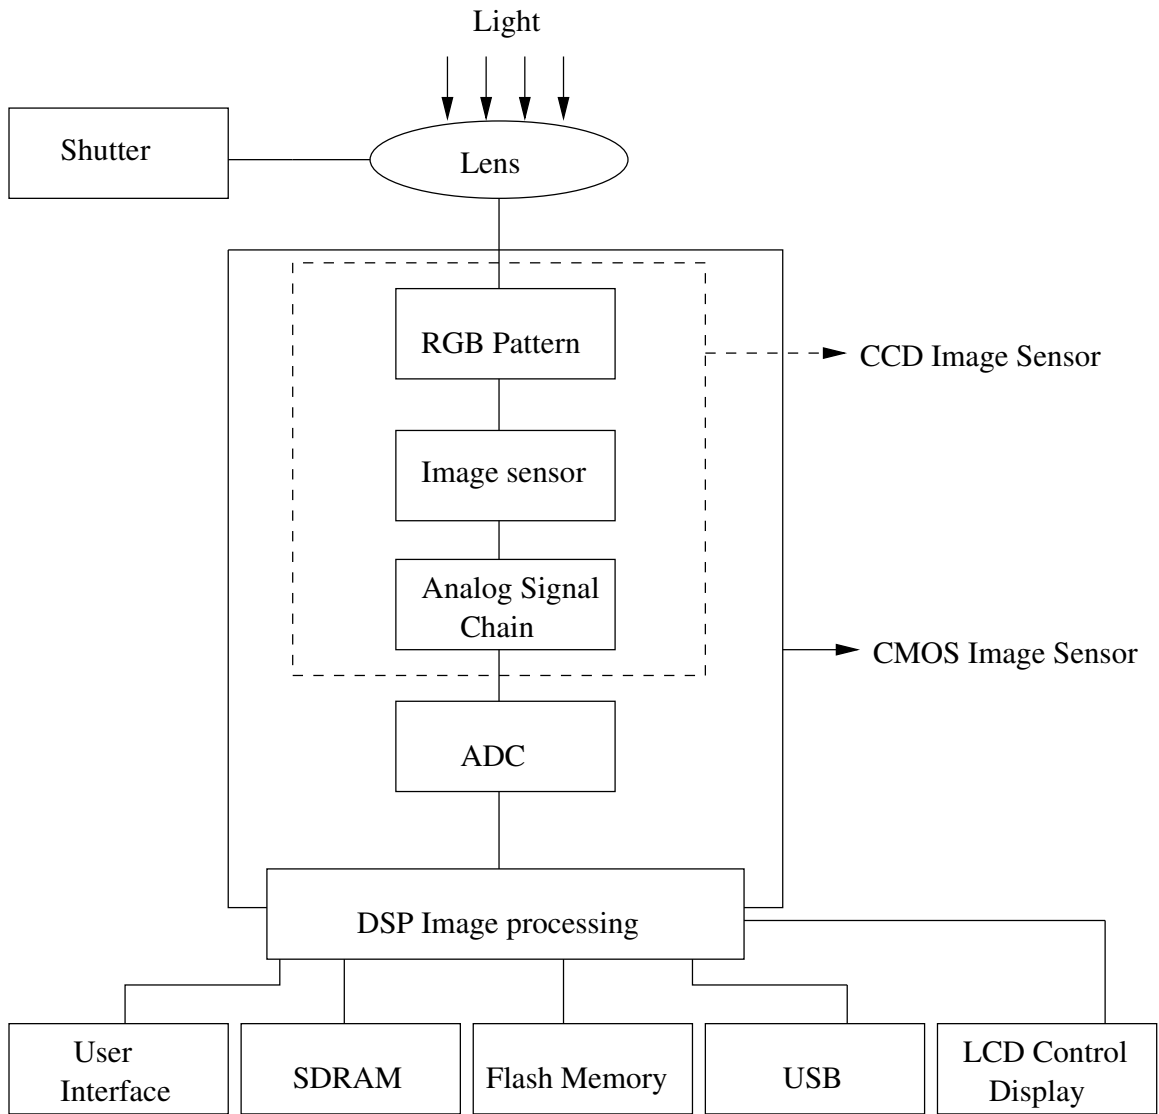 Light
Shutter
Lens
RGB Pattern
CCD Image Sensor
Image sensor
Analog Signal
Chain
CMOS Image Sensor
ADC
DSP Image processing
User
Interface
SDRAM
Flash Memory
USB
LCD Control
Display